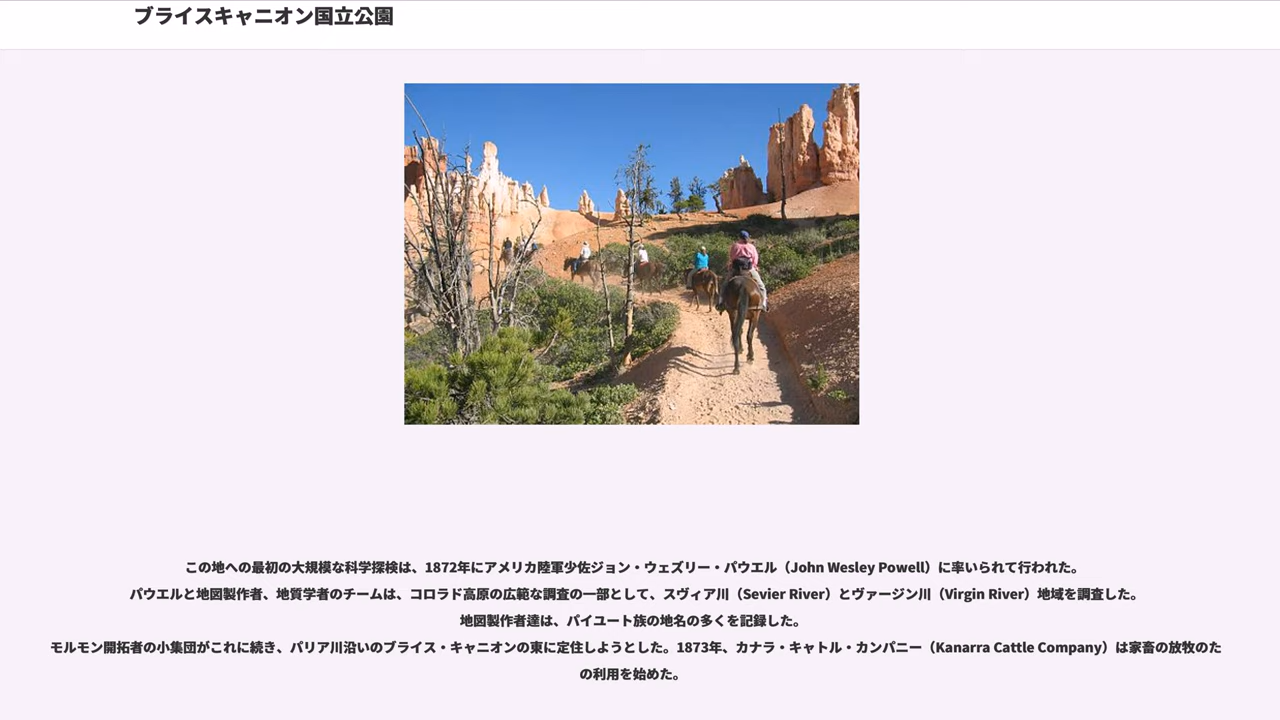 ブライスキャニオン国立公園
この地への最初の大規模な科学探検は、1872年にアメリカ陸軍少佐ジョン・ウェズリー・パウエル（John Wesley Powell）に率いられて行われた。
パウエルと地図製作者、地質学者のチームは、コロラド高原の広範な調査の一部として、スヴィア川（Sevier River）とヴァージン川（Virgin River）地域を調査した。
地図製作者達は、パイユート族の地名の多くを記録した。
モルモン開拓者の小集団がこれに続き、パリア川沿いのブライス・キャニオンの東に定住しようとした。1873年、カナラ・キャトル・カンパニー（Kanarra Cattle Company）は家畜の放牧のた
の利用を始めた。